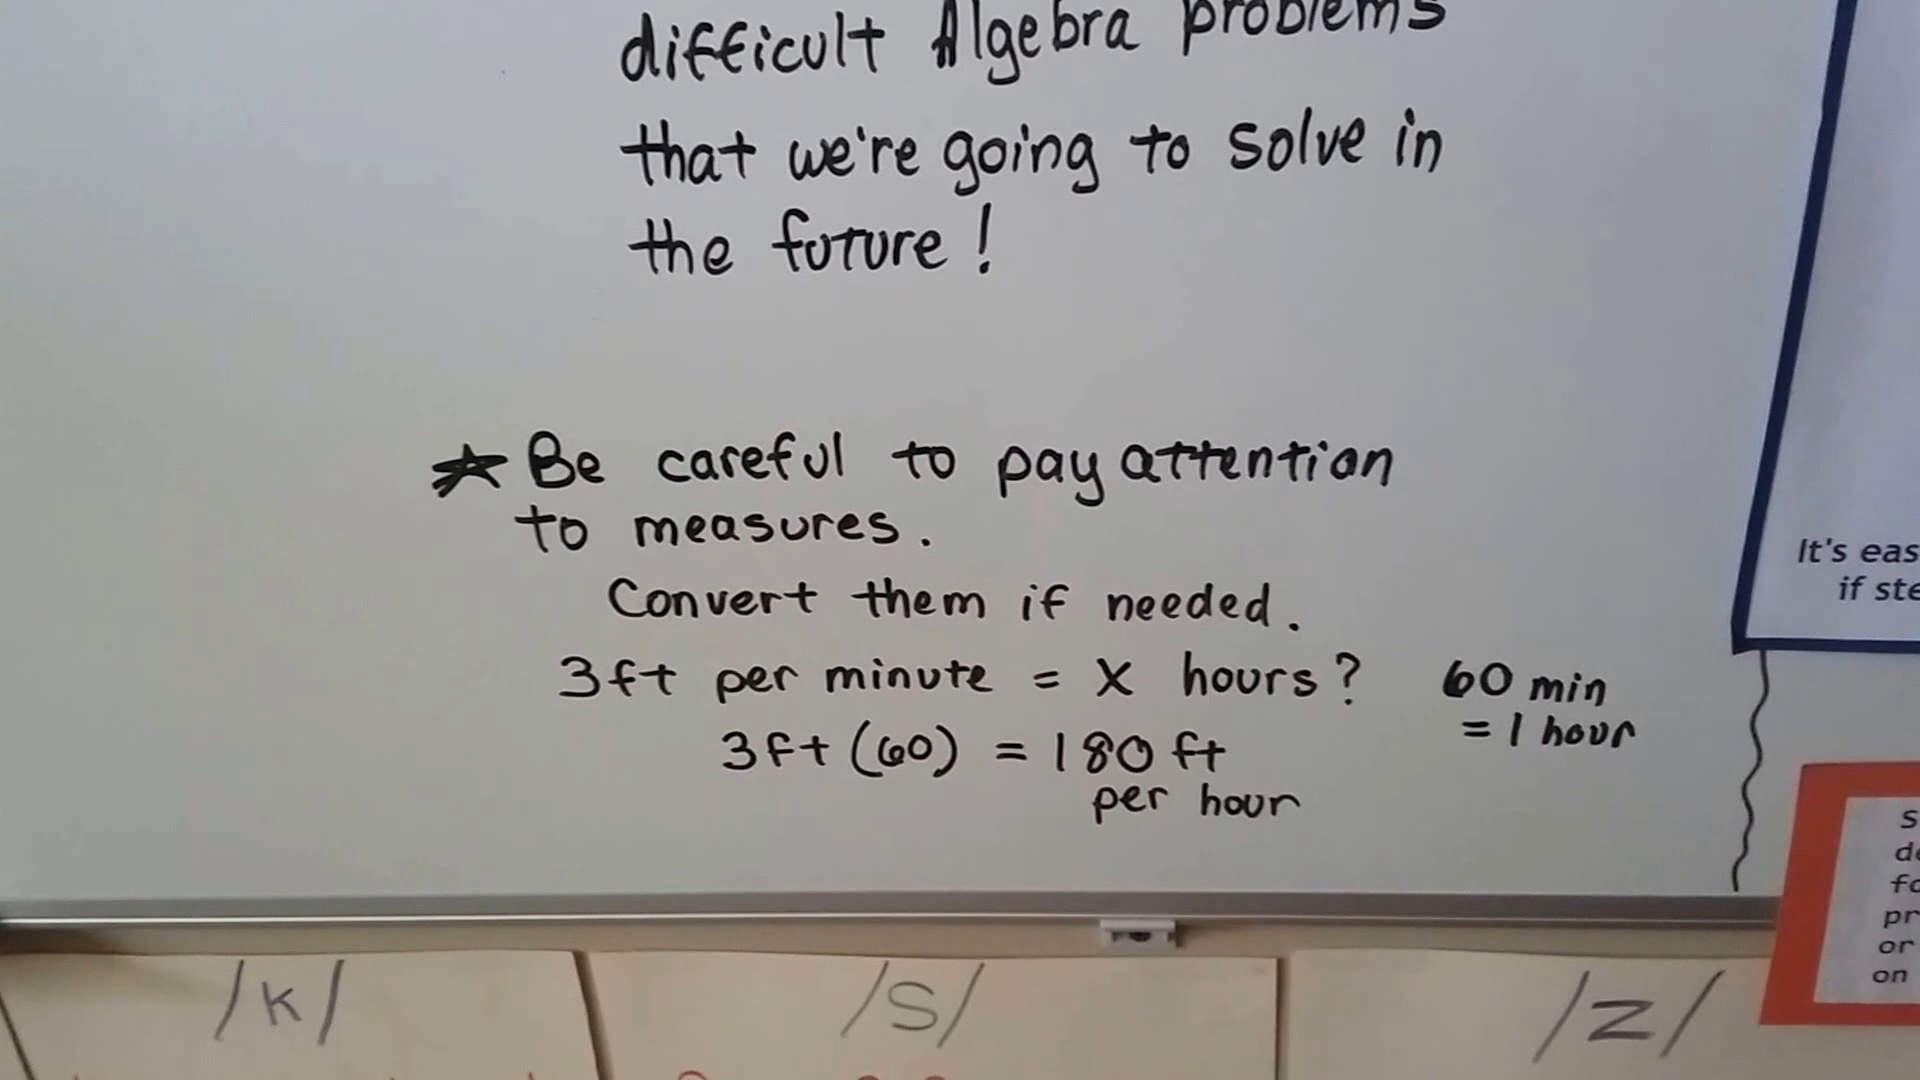 difficult Algebra problems
that we're going to solve in
the future!
★ Be careful to pay attention
to measures.
Convert them if needed.
3ft per minute = X hours?
60 min
= 1 hour
3ft (60) = 180 ft
per hour
It's
if
or
on
/k/
/s/
/z/